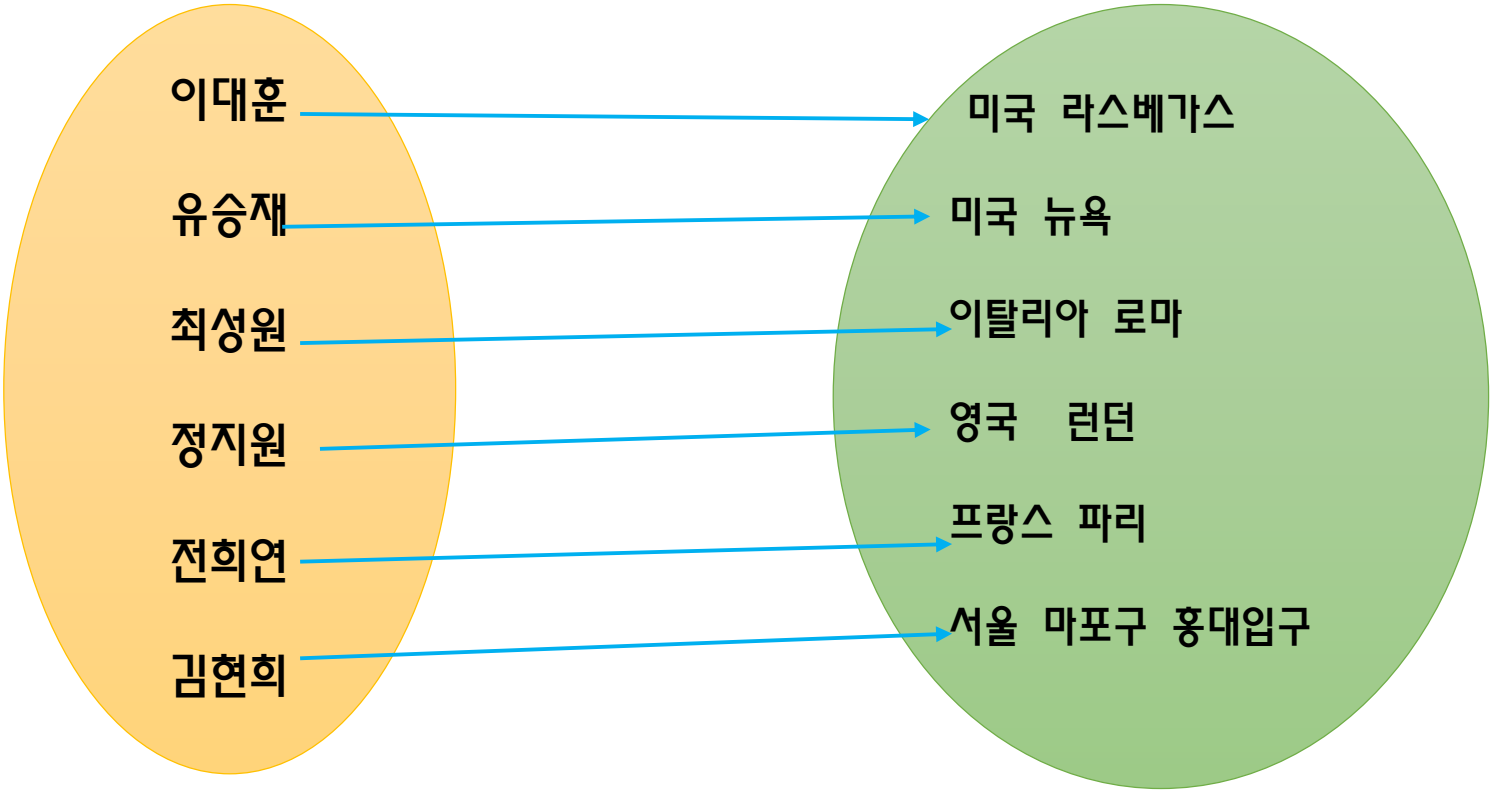 이대훈
유승재
최성원
정지원
전희연
김현희
미국 라스베가스
미국 뉴욕
이탈리아 로마
영국 런던
프랑스 파리
서울 마포구 홍대입구